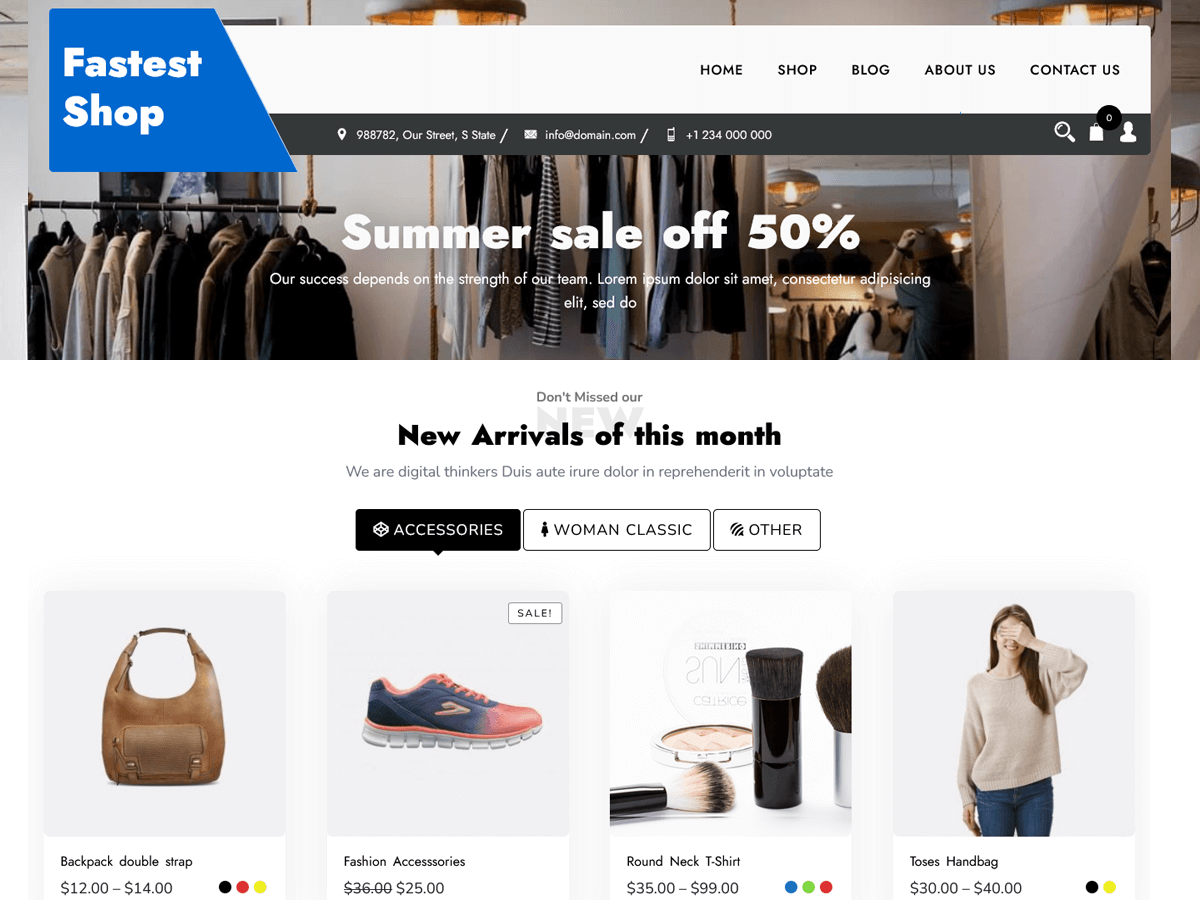 Fastest
Shop
HOME SHOP BLOG ABOUT US CONTACT US
988782, Our Street, S State / info@domain.com / +1 234 000 000
0
Summer sale off 50%
Our success depends on the strength of our team. Lorem ipsum dolor sit amet, consectetur adipisicing
elit, sed do
Don't Missed our
NEW
New Arrivals of this month
We are digital thinkers Duis aute irure dolor in reprehenderit in voluptate
ACCESSORIES WOMAN CLASSIC OTHER
SALE!
SUN
CATRICE
Backpack double strap
$12.00 – $14.00
Fashion Accesssories
$36.00 $25.00
Round Neck T-Shirt
$35.00 – $99.00
Toses Handbag
$30.00 – $40.00